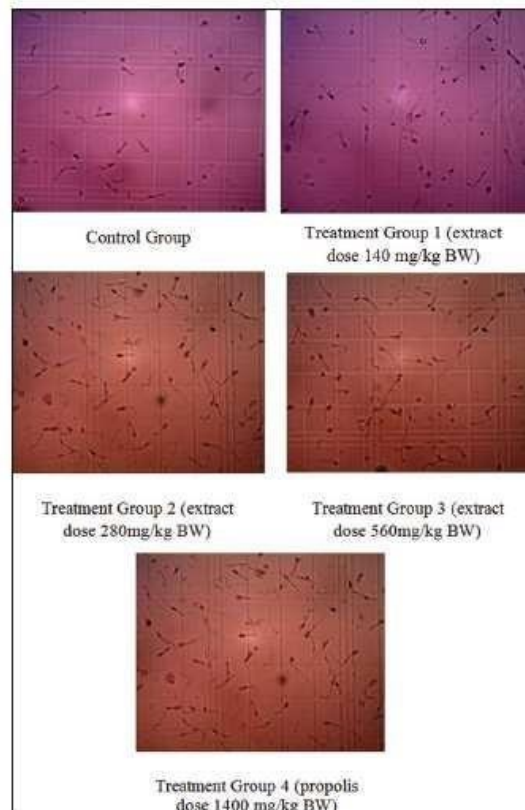 Control Group
Treatment Group 1 (extract
dose 140 mg/kg BW)
Treatment Group 2 (extract
dose 280mg/kg BW)
Treatment Group 3 (extract
dose 560mg/kg BW)
Treatment Group 4 (propolis
dose 1400 mg/kg BW)